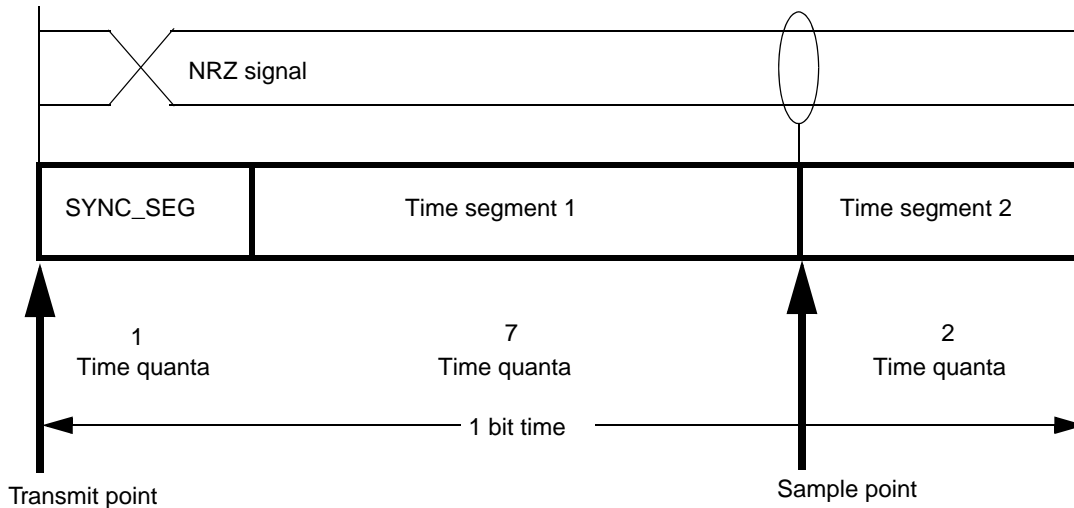 NRZ signal
SYNC_SEG
Time segment 1
Time segment 2
1
Time quanta
7
Time quanta
2
Time quanta
1 bit time
Transmit point
Sample point